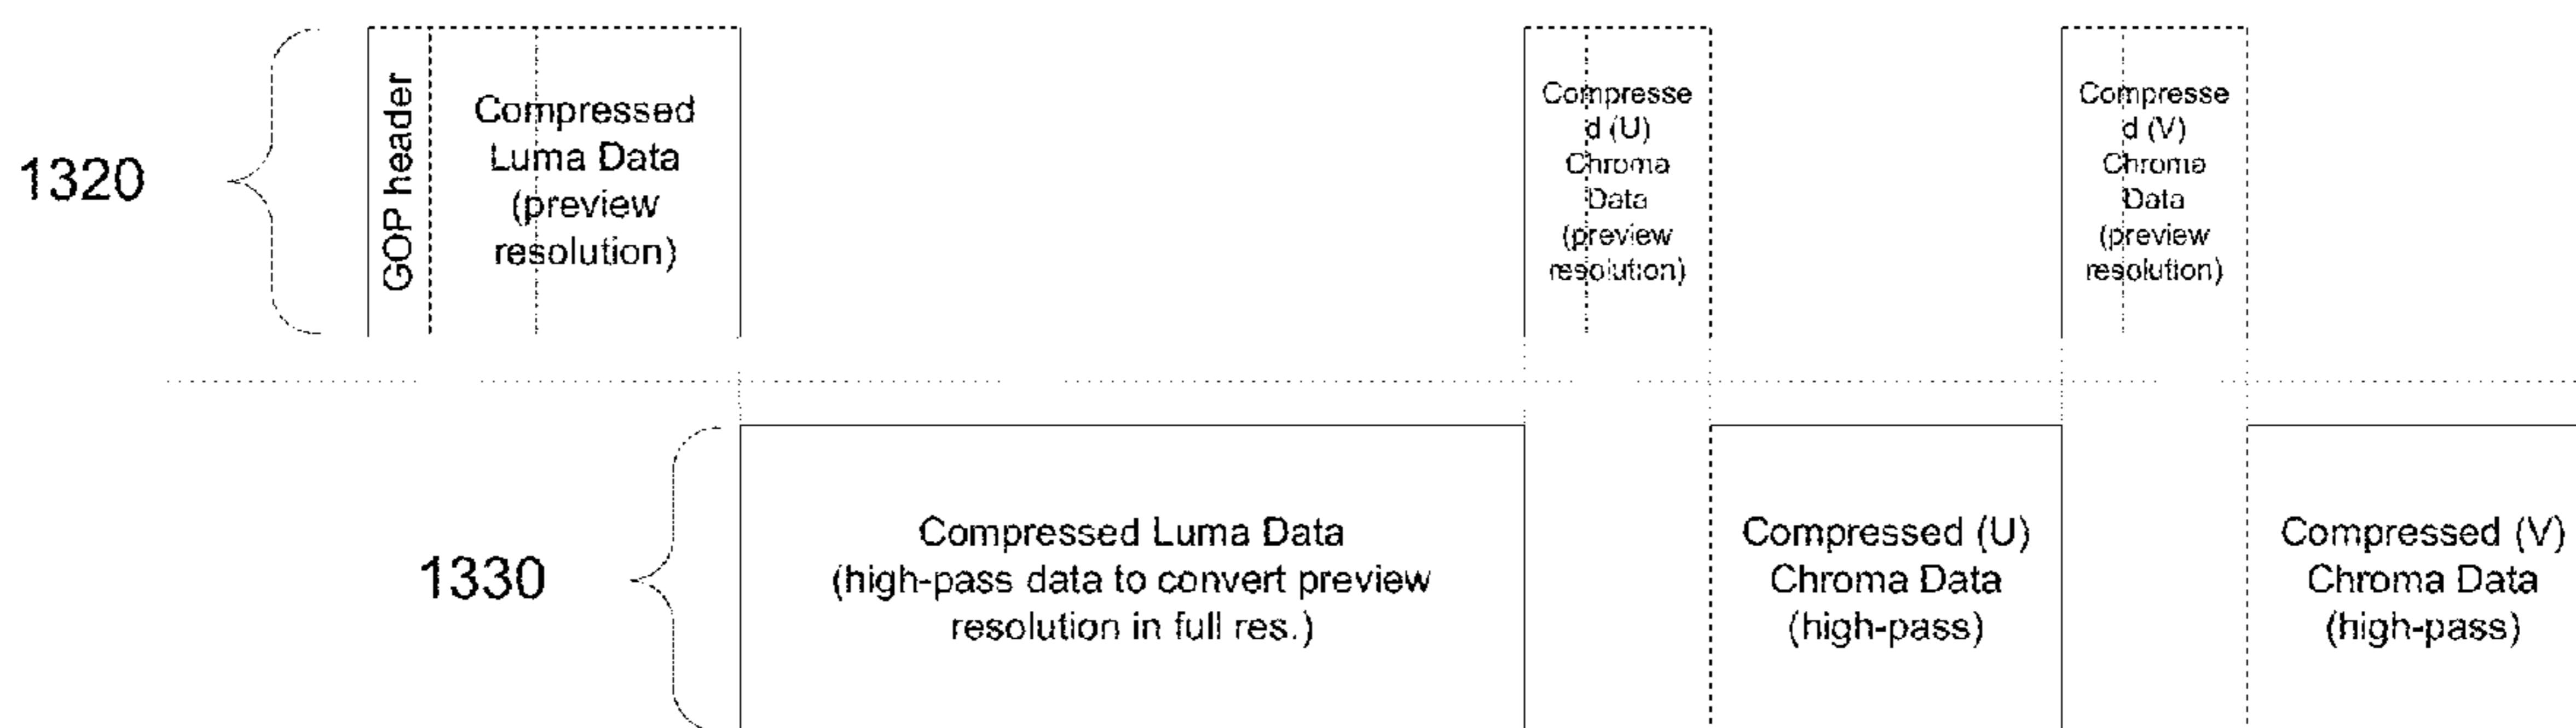 1320
GOP header
Compressed
Luma Data
(preview
resolution)
Compresse
d (U)
Chroma
Data
(preview
resolution)
Compresse
d (V)
Chroma
Data
(preview
resolution)
1330
Compressed Luma Data
(high-pass data to convert preview
resolution in full res.)
Compressed (U)
Chroma Data
(high-pass)
Compressed (V)
Chroma Data
(high-pass)